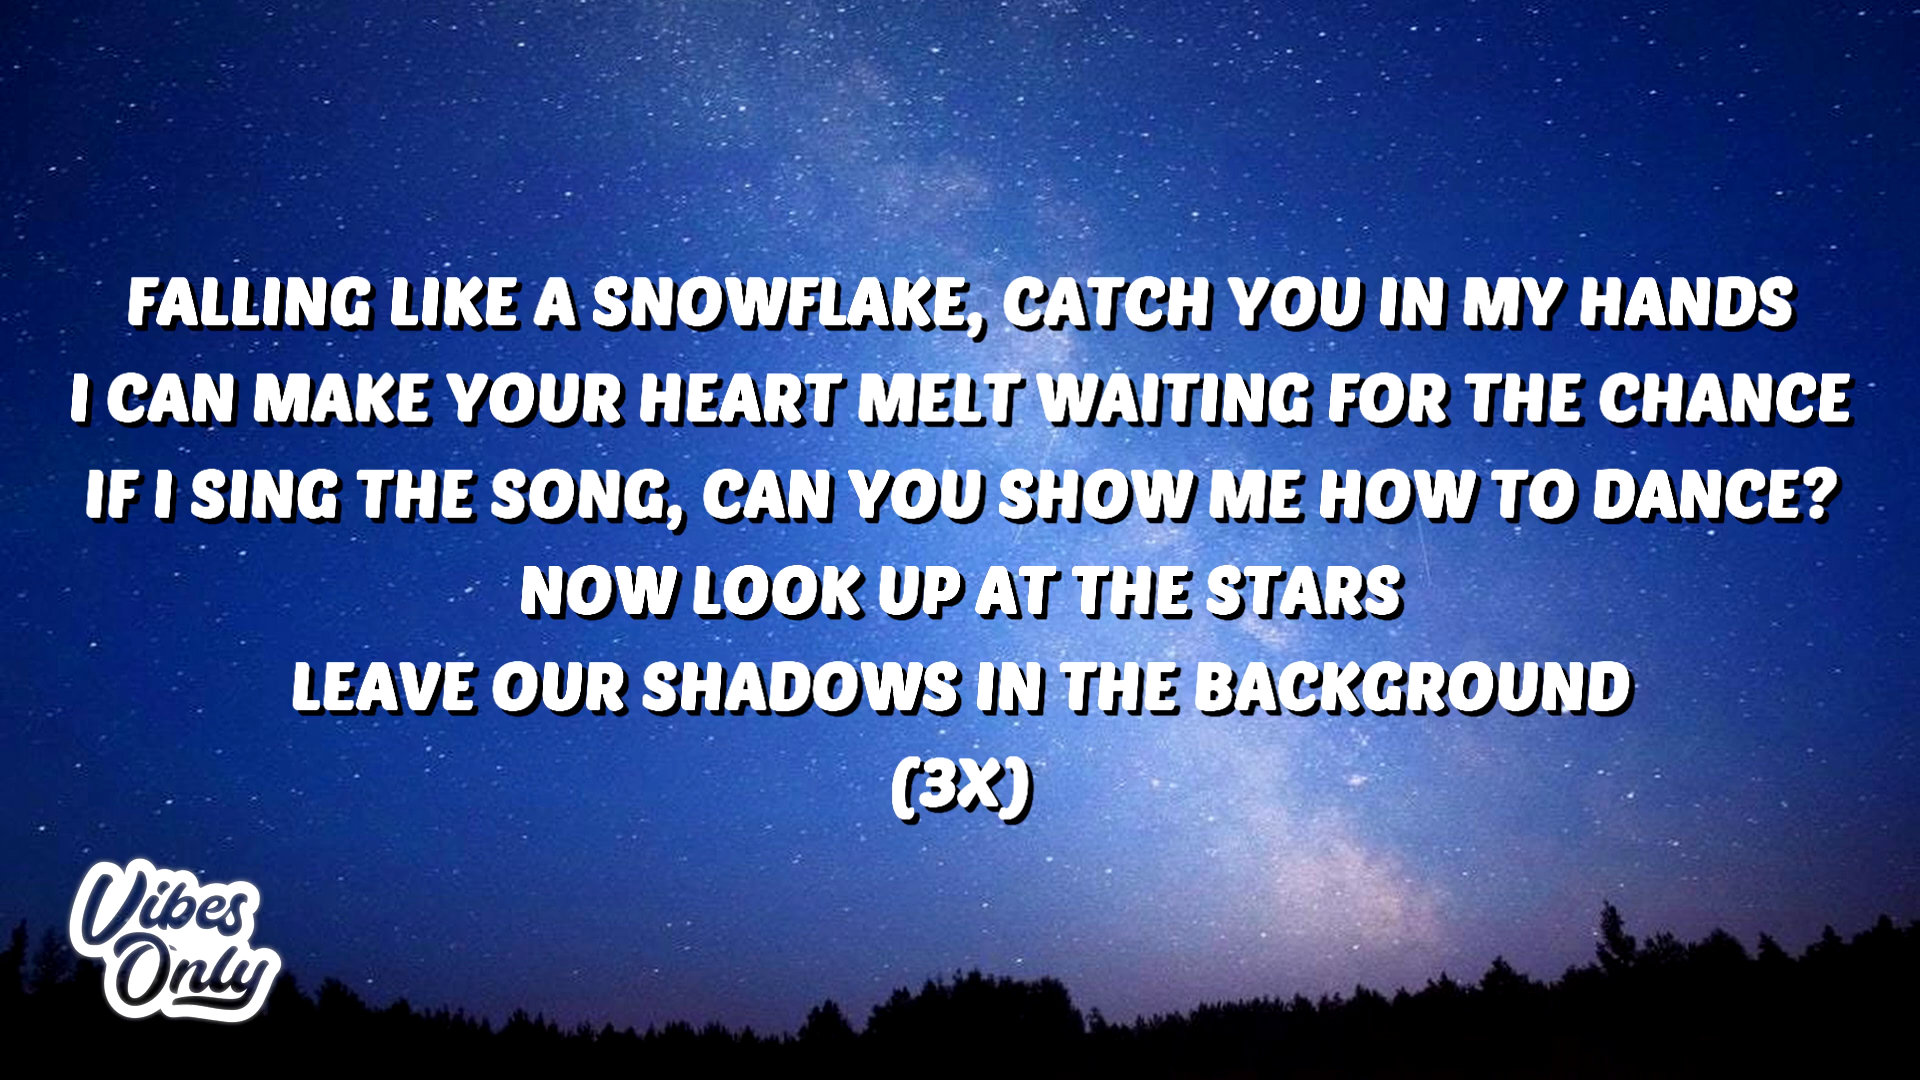 FALLING LIKE A SNOWFLAKE, CATCH YOU IN MY HANDS
I CAN MAKE YOUR HEART MELT WAITING FOR THE CHANCE
IF I SING THE SONG, CAN YOU SHOW ME HOW TO DANCE?
NOW LOOK UP AT THE STARS
LEAVE OUR SHADOWS IN THE BACKGROUND
(3X)
Vibes
Only